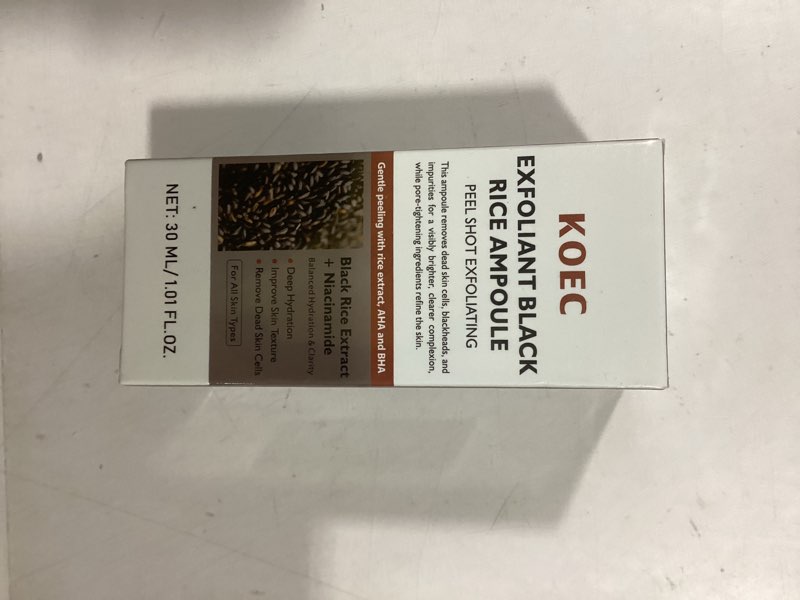 KOEC
EXFOLIANT BLACK
RICE AMPOULE
PEEL SHOT EXFOLIATING
This ampoule removes dead skin cells, blackheads, and
impurities for a visibly brighter, clearer complexion,
while pore-tightening ingredients refine the skin.
Gentle peeling with rice extract, AHA and BHA
Black Rice Extract
+ Niacinamide
Balanced Hydration & Clarity
Deep Hydration
Improve Skin Texture
Remove Dead Skin Cells
For All Skin Types
NET: 30 ML/ 1.01 FL.OZ.